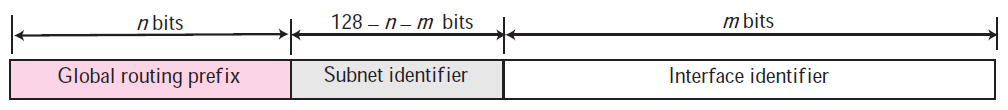 n bits 128 – n – m bits m bits
Global routing prefix Subnet identifier Interface identifier